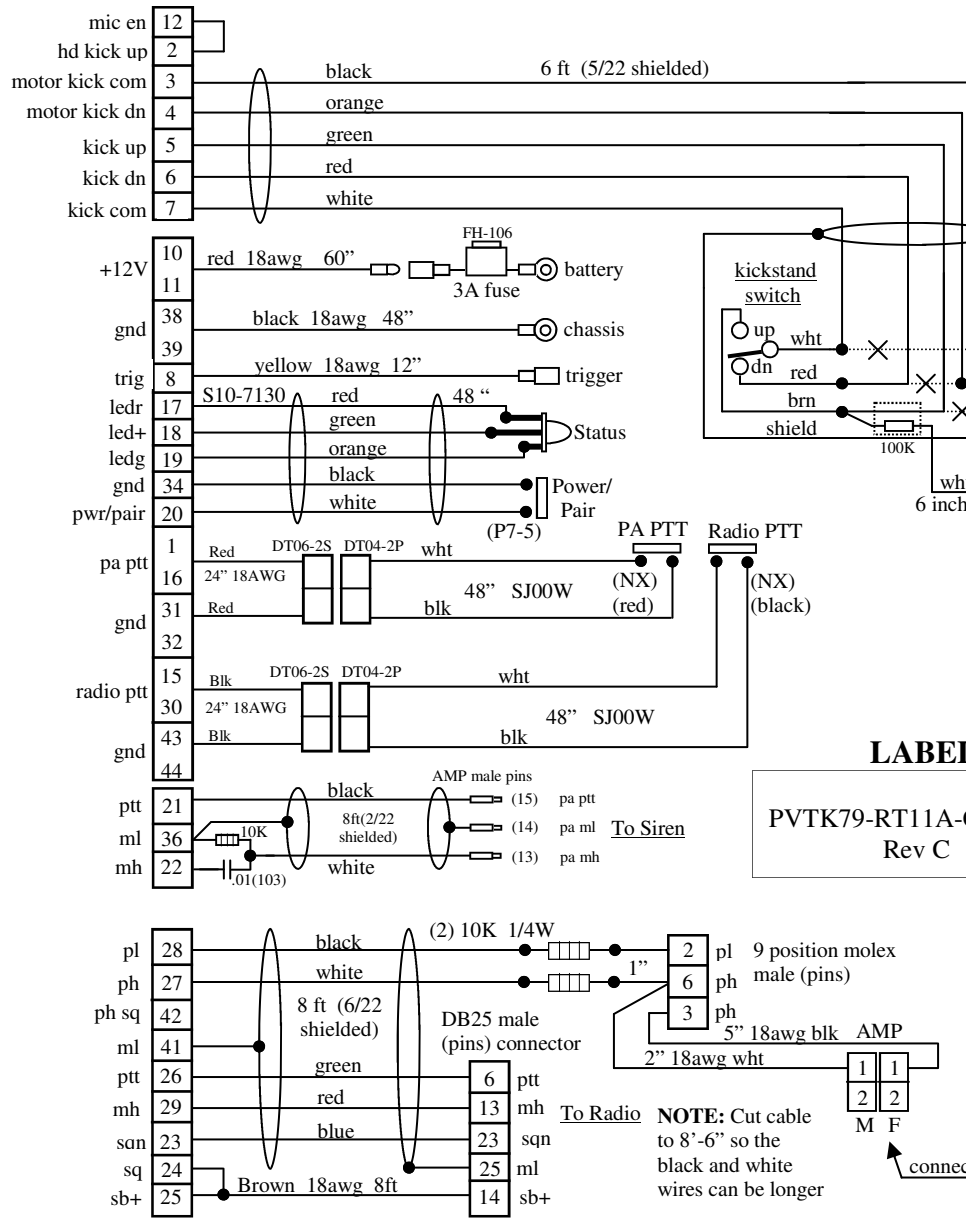 mic en 12
hd kick up 2
motor kick com 3 black 6 ft (5/22 shielded)
motor kick dn 4 orange
kick up 5 green
kick dn 6 red
kick com 7 white
+12V 10 11 red 18awg 60” FH-106 3A fuse battery
gnd 38 39 black 18awg 48” chassis
trig 8 yellow 18awg 12” trigger
ledr 17 S10-7130 red 48 “
led+ 18 green Status
ledg 19 orange
gnd 34 black Power/
pwr/pair 20 white Pair
(P7-5)
kickstand
switch
up
wht
dn
red
brn
shield
100K
wh
6 inch
pa ptt 1 16 Red DT06-2S DT04-2P wht PA PTT Radio PTT
24” 18AWG 48” SJ00W (NX) (NX)
(red) (black)
gnd 31 32 Red blk
radio ptt 15 30 Blk DT06-2S DT04-2P wht
24” 18AWG 48” SJ00W
gnd 43 44 Blk blk
LABEL
PVTK79-RT11A-
Rev C
AMP male pins
ptt 21 black (15) pa ptt
ml 36 10K 8ft(2/22 shielded) (14) pa ml To Siren
mh 22 .01(103) white (13) pa mh
pl 28 black (2) 10K 1/4W 2 pl 9 position molex
male (pins)
ph 27 white 1” 6 ph
ph sq 42 8 ft (6/22 3 ph
shielded)
DB25 male
(pins) connector
5” 18awg blk AMP
2” 18awg wht
1 1
2 2
M F
ml 41
ptt 26 green 6 ptt
mh 29 red 13 mh To Radio
sqn 23 blue 23 sqn
sq 24 25 ml
sb+ 25 Brown 18awg 8ft 14 sb+
NOTE: Cut cable
to 8’-6” so the
black and white
wires can be longer
connec